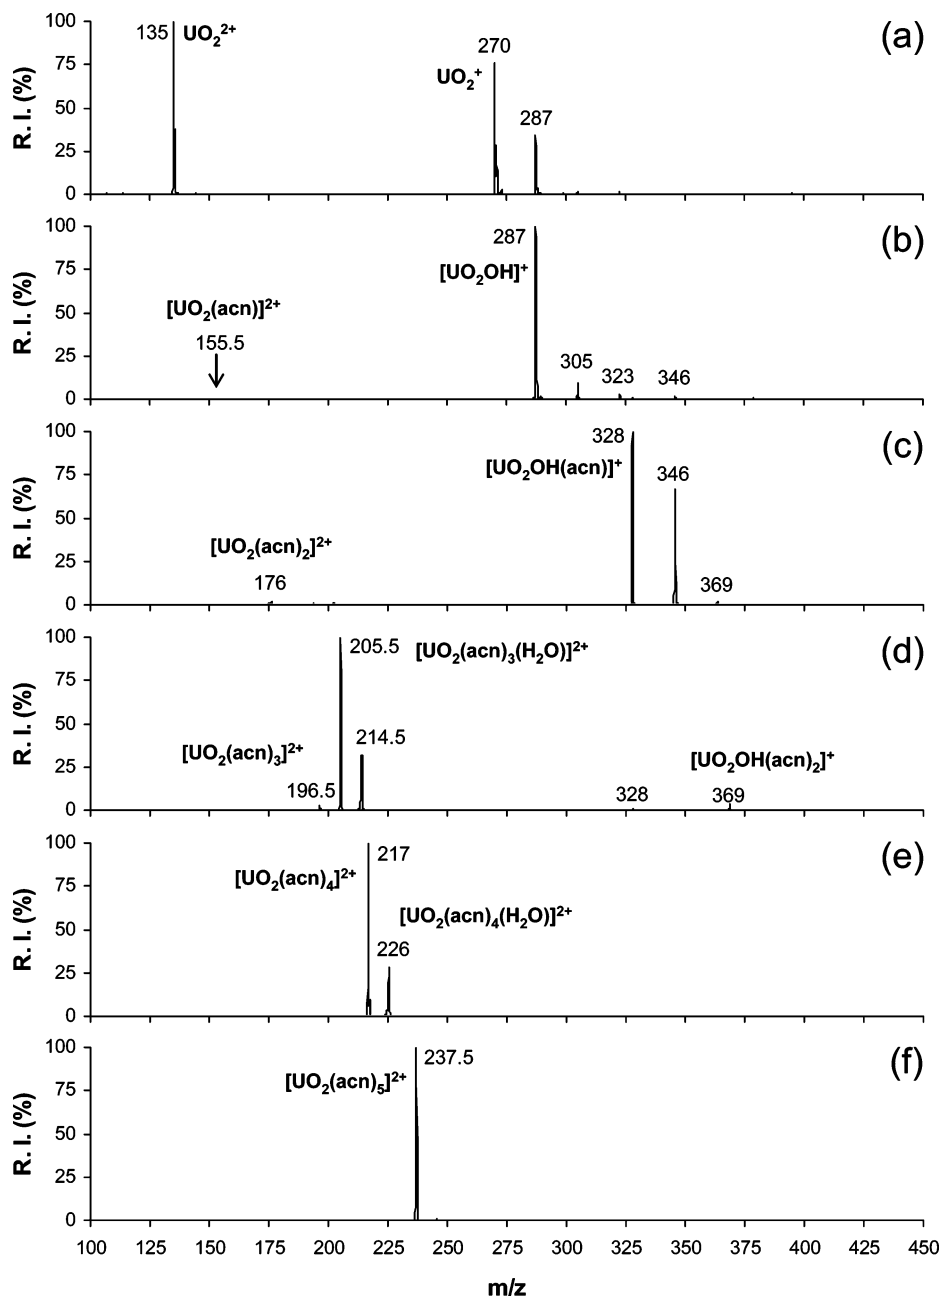 (a)
R. I. (%)
100
75
50
25
0
135 UO₂²⁺
270
UO₂⁺
287
(b)
R. I. (%)
100
75
50
25
0
[UO₂(acn)]²⁺
155.5
287
[UO₂OH]⁺
305
323
346
(c)
R. I. (%)
100
75
50
25
0
[UO₂(acn)₂]²⁺
176
328
[UO₂OH(acn)]⁺
346
369
(d)
R. I. (%)
100
75
50
25
0
205.5 [UO₂(acn)₃(H₂O)]²⁺
214.5
[UO₂(acn)₃]²⁺
196.5
[UO₂OH(acn)₂]⁺
328
369
(e)
R. I. (%)
100
75
50
25
0
217
[UO₂(acn)₄]²⁺
[UO₂(acn)₄(H₂O)]²⁺
226
(f)
R. I. (%)
100
75
50
25
0
237.5
[UO₂(acn)₅]²⁺
100 125 150 175 200 225 250 275 300 325 350 375 400 425 450
m/z